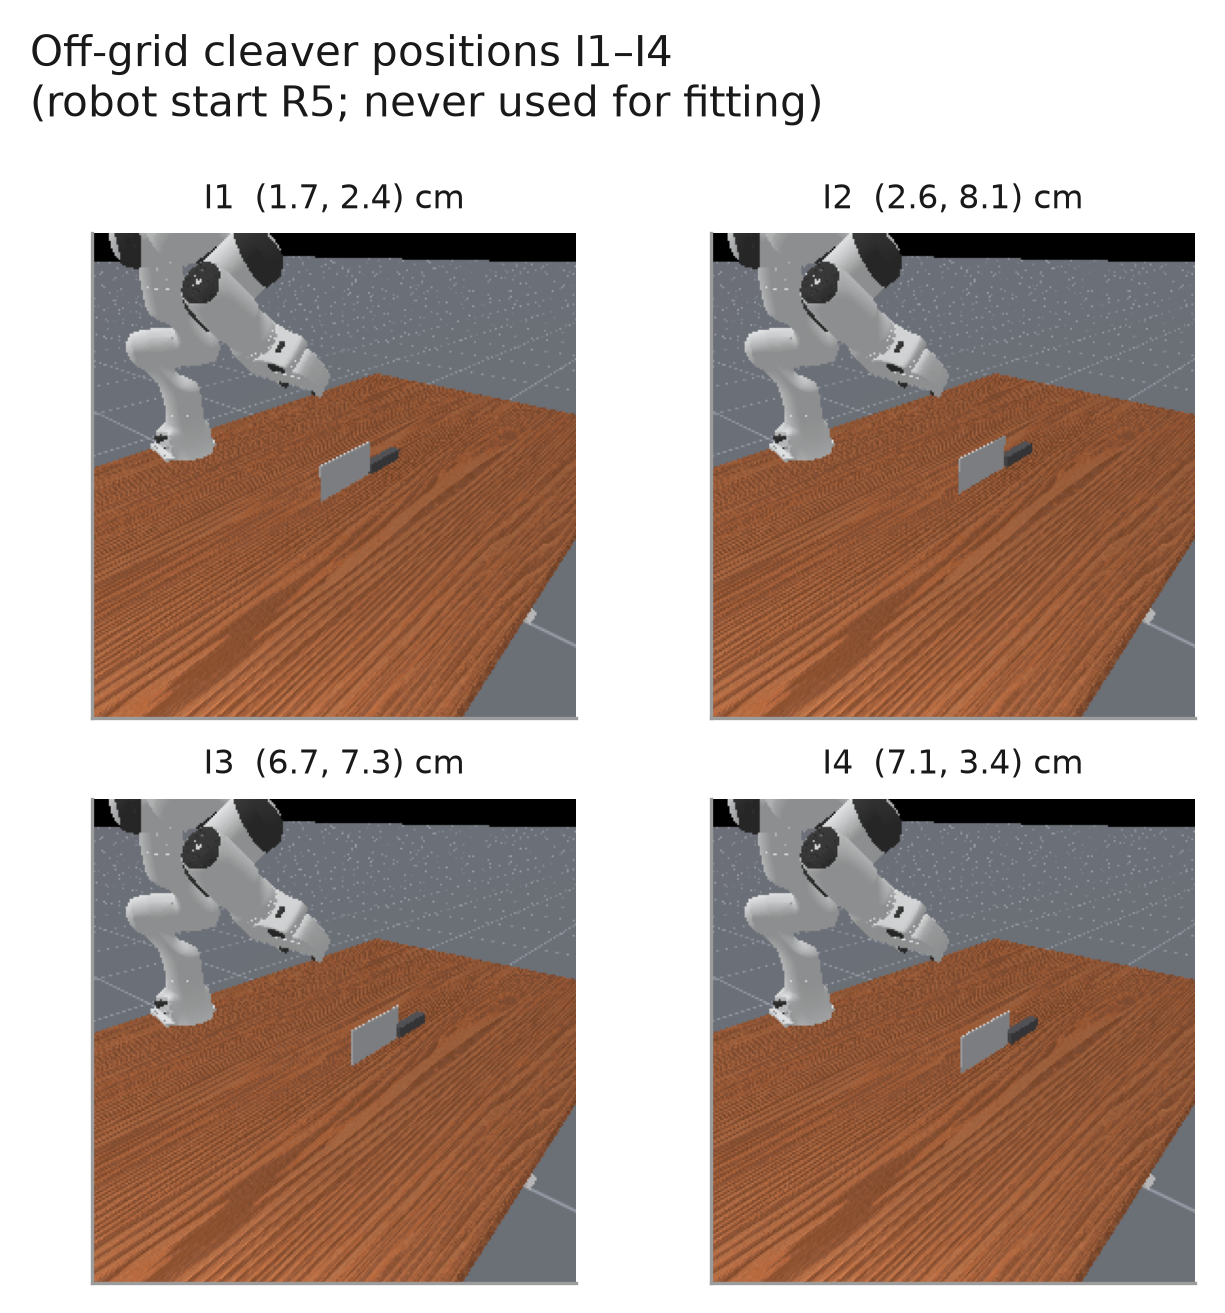 Off-grid cleaver positions I1–I4
(robot start R5; never used for fitting)
I1 (1.7, 2.4) cm
I2 (2.6, 8.1) cm
I3 (6.7, 7.3) cm
I4 (7.1, 3.4) cm